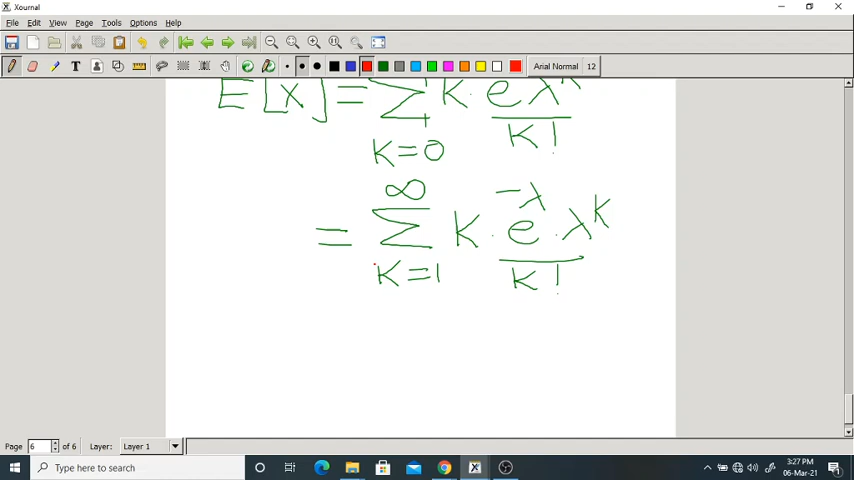 Xournal
File Edit View Page Tools Options Help
Arial Normal 12
E[X] = ∑ K · e λ^K
K!
K = 0
∞
= ∑ K · e^-λ · λ^K
K = 1 K!
Page 6 of 6 Layer: Layer 1
Type here to search
3:27 PM
06-Mar-21